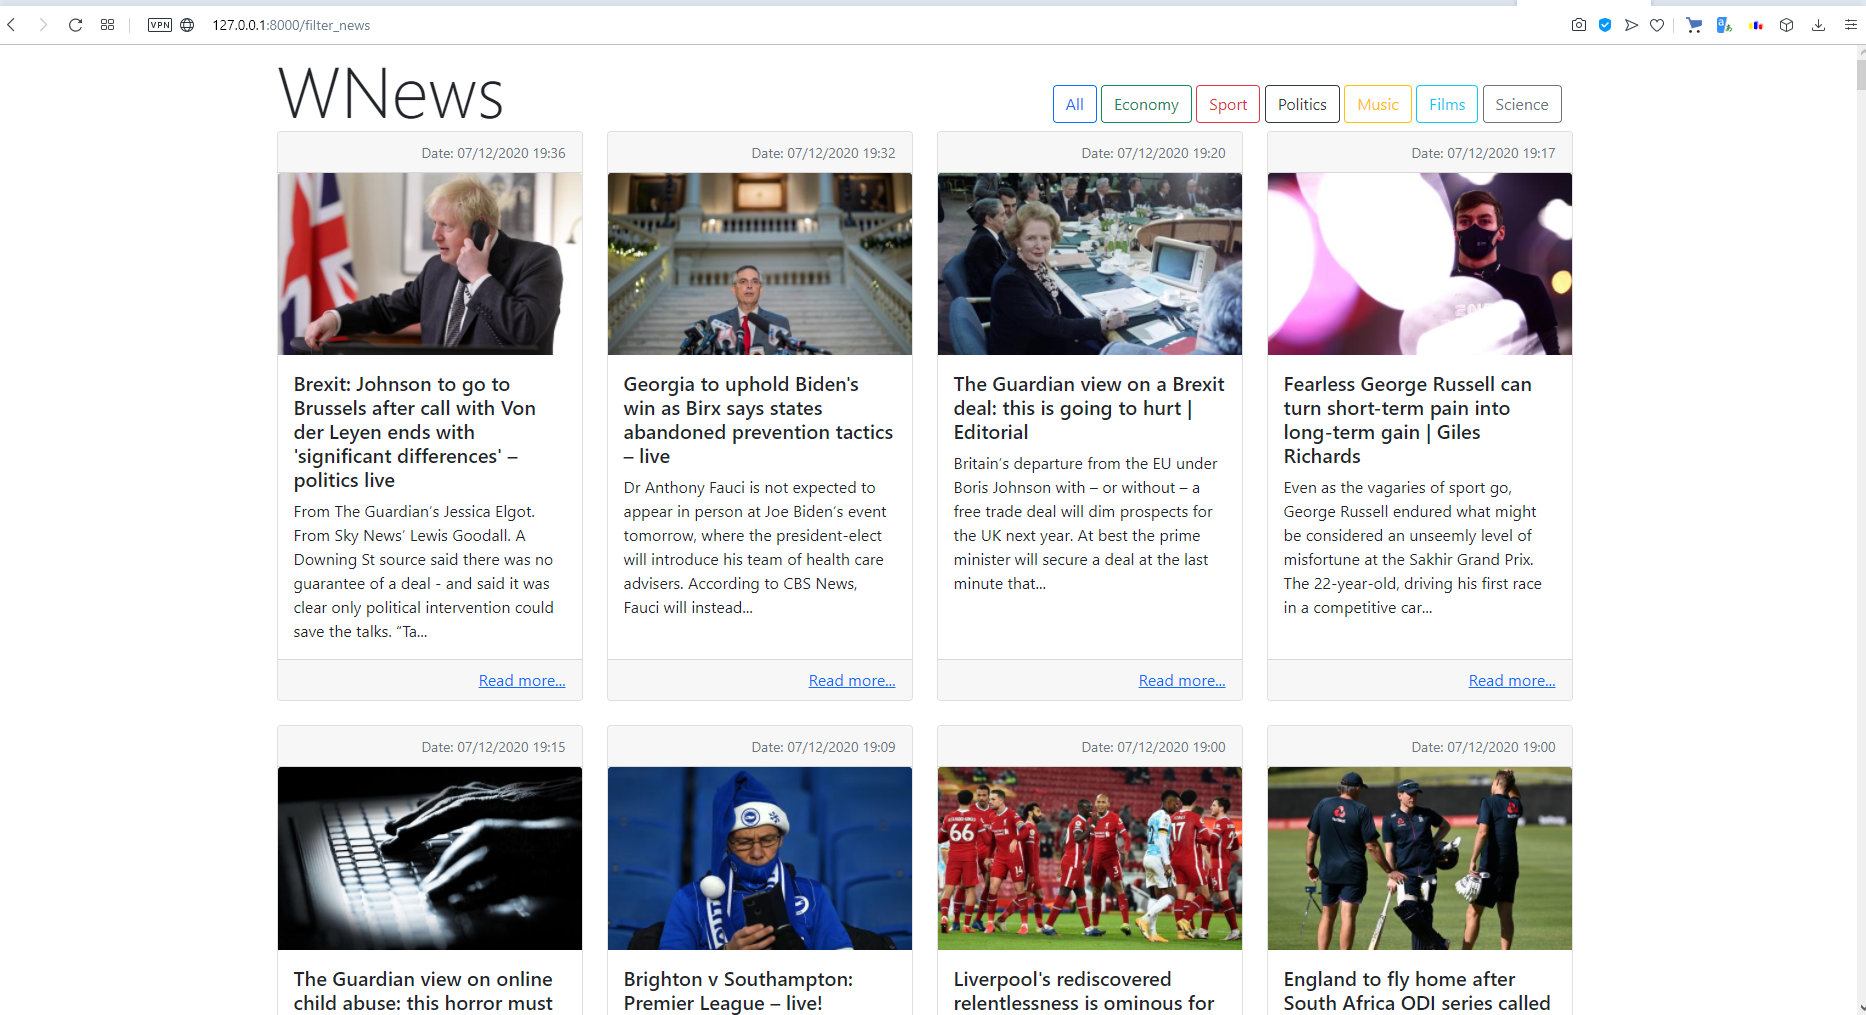 VPN 127.0.0.1:8000/filter_news
WNews
All Economy Sport Politics Music Films Science
Date: 07/12/2020 19:36
Brexit: Johnson to go to
Brussels after call with Von
der Leyen ends with
'significant differences' –
politics live
From The Guardian’s Jessica Elgot.
From Sky News’ Lewis Goodall. A
Downing St source said there was no
guarantee of a deal - and said it was
clear only political intervention could
save the talks. “Ta...
Read more...
Date: 07/12/2020 19:32
Georgia to uphold Biden's
win as Birx says states
abandoned prevention tactics
– live
Dr Anthony Fauci is not expected to
appear in person at Joe Biden’s event
tomorrow, where the president-elect
will introduce his team of health care
advisers. According to CBS News,
Fauci will instead...
Read more...
Date: 07/12/2020 19:20
The Guardian view on a Brexit
deal: this is going to hurt |
Editorial
Britain’s departure from the EU under
Boris Johnson with – or without – a
free trade deal will dim prospects for
the UK next year. At best the prime
minister will secure a deal at the last
minute that...
Read more...
Date: 07/12/2020 19:17
Fearless George Russell can
turn short-term pain into
long-term gain | Giles
Richards
Even as the vagaries of sport go,
George Russell endured what might
be considered an unseemly level of
misfortune at the Sakhir Grand Prix.
The 22-year-old, driving his first race
in a competitive car...
Read more...
Date: 07/12/2020 19:15
The Guardian view on online
child abuse: this horror must
Date: 07/12/2020 19:09
Brighton v Southampton:
Premier League – live!
Date: 07/12/2020 19:00
66
17
14
3
Liverpool's rediscovered
relentlessness is ominous for
Date: 07/12/2020 19:00
England to fly home after
South Africa ODI series called